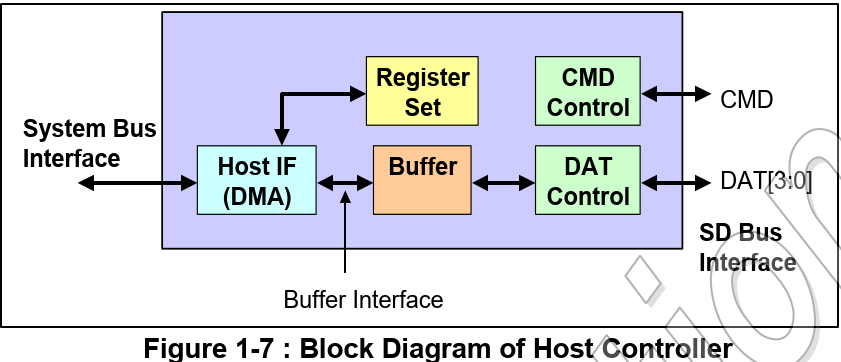 Register
Set
CMD
Control
CMD
System Bus
Interface
Host IF
(DMA)
Buffer
DAT
Control
DAT[3:0]
SD Bus
Interface
Buffer Interface
Figure 1-7 : Block Diagram of Host Controller